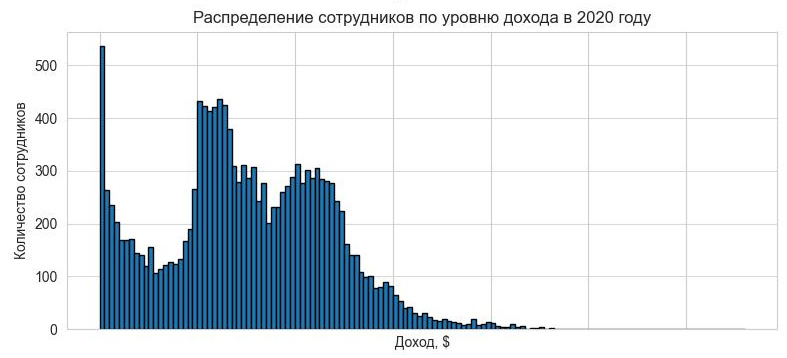 Распределение сотрудников по уровню дохода в 2020 году
Количество сотрудников
500
400
300
200
100
0
Доход, $